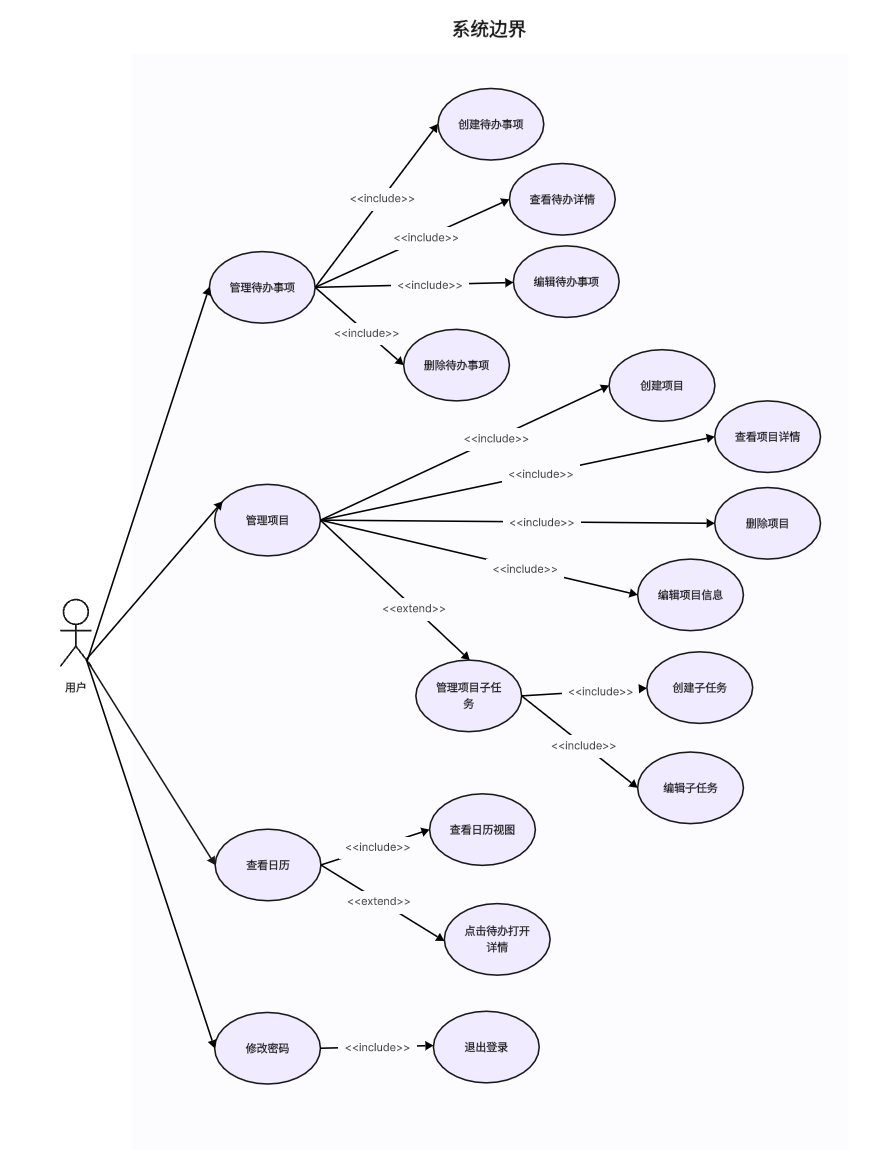 系统边界
创建待办事项
<<include>>
查看待办详情
<<include>>
编辑待办事项
<<include>>
管理待办事项
<<include>>
删除待办事项
创建项目
<<include>>
查看项目详情
<<include>>
管理项目
<<include>>
删除项目
<<include>>
编辑项目信息
<<extend>>
用户
管理项目子任
务
<<include>>
创建子任务
<<include>>
编辑子任务
查看日历视图
<<include>>
查看日历
<<extend>>
点击待办打开
详情
修改密码
<<include>>
退出登录